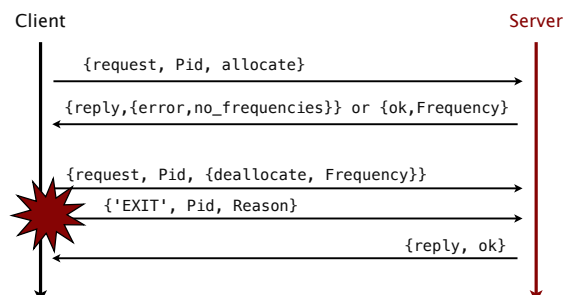 Client
Server
{request, Pid, allocate}
{reply,{error,no_frequencies}} or {ok,Frequency}
{request, Pid, {deallocate, Frequency}}
{'EXIT', Pid, Reason}
{reply, ok}